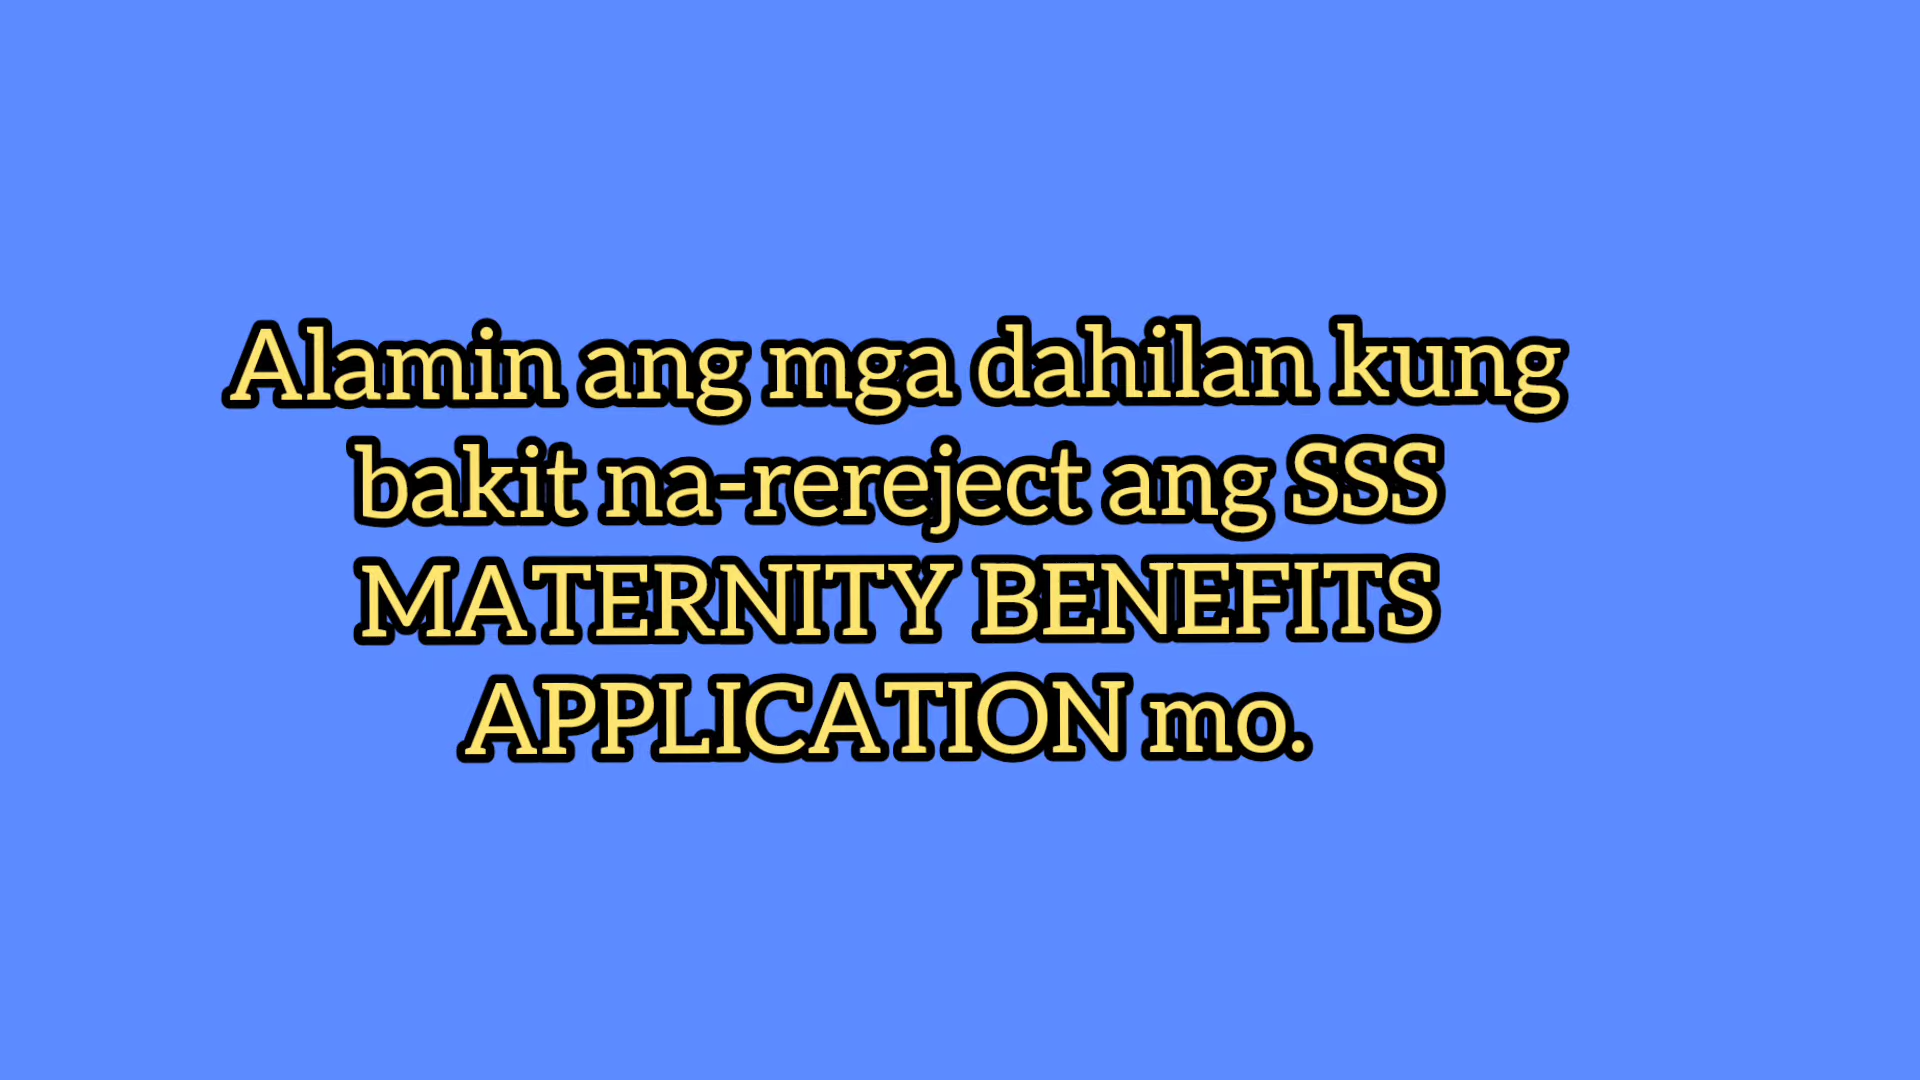 Alamin ang mga dahilan kung
bakit na-rereject ang SSS
MATERNITY BENEFITS
APPLICATION mo.